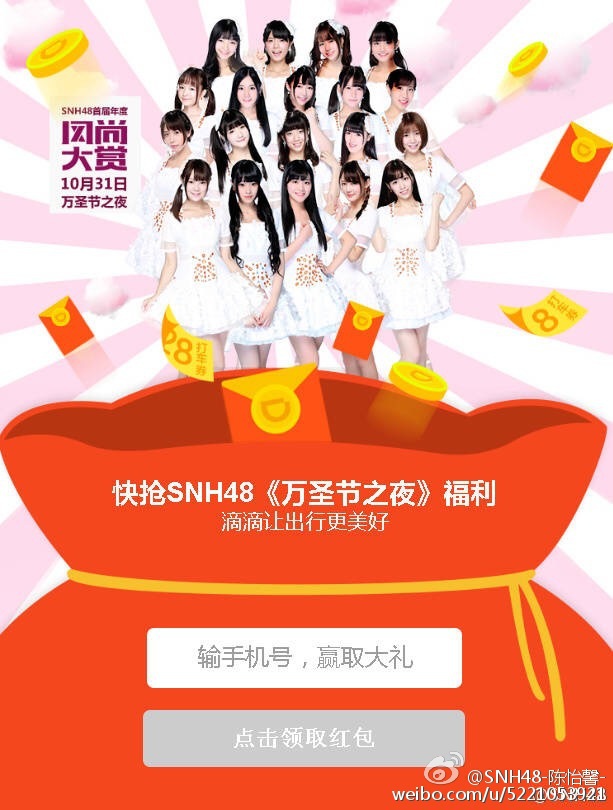 SNH48首届年度
风尚
大赏
10月31日
万圣节之夜
28
打车券
打车券
8
快抢SNH48《万圣节之夜》福利
滴滴让出行更美好
输手机号，赢取大礼
点击领取红包
@SNH48-陈怡馨-
weibo.com/u/5221053921